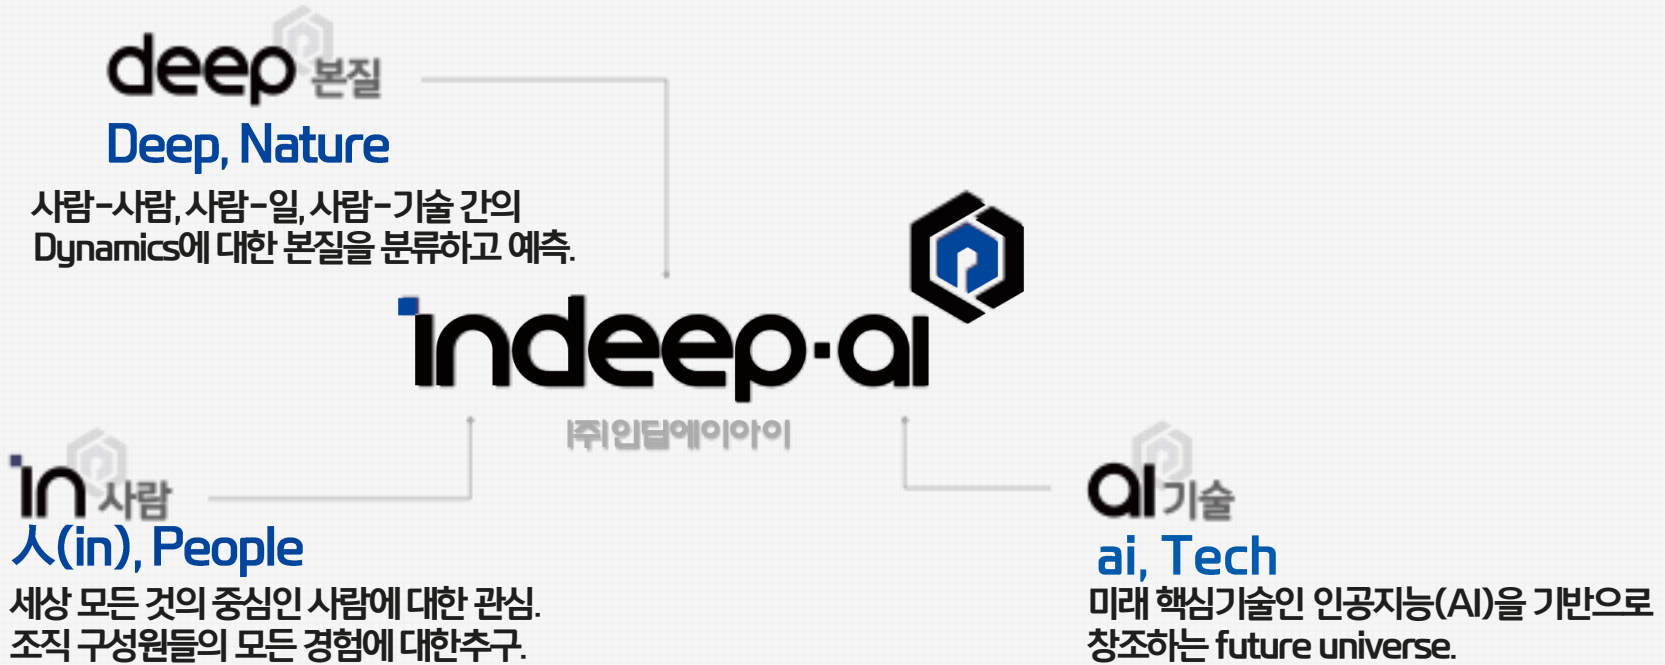 deep 본질
Deep, Nature
사람-사람, 사람-일, 사람-기술 간의
Dynamics에 대한 본질을 분류하고 예측.
indeep·ai
(주)인딥에이아이
in 사람
人(in), People
세상 모든 것의 중심인 사람에 대한 관심.
조직 구성원들의 모든 경험에 대한추구.
ai 기술
ai, Tech
미래 핵심기술인 인공지능(AI)을 기반으로
창조하는 future universe.